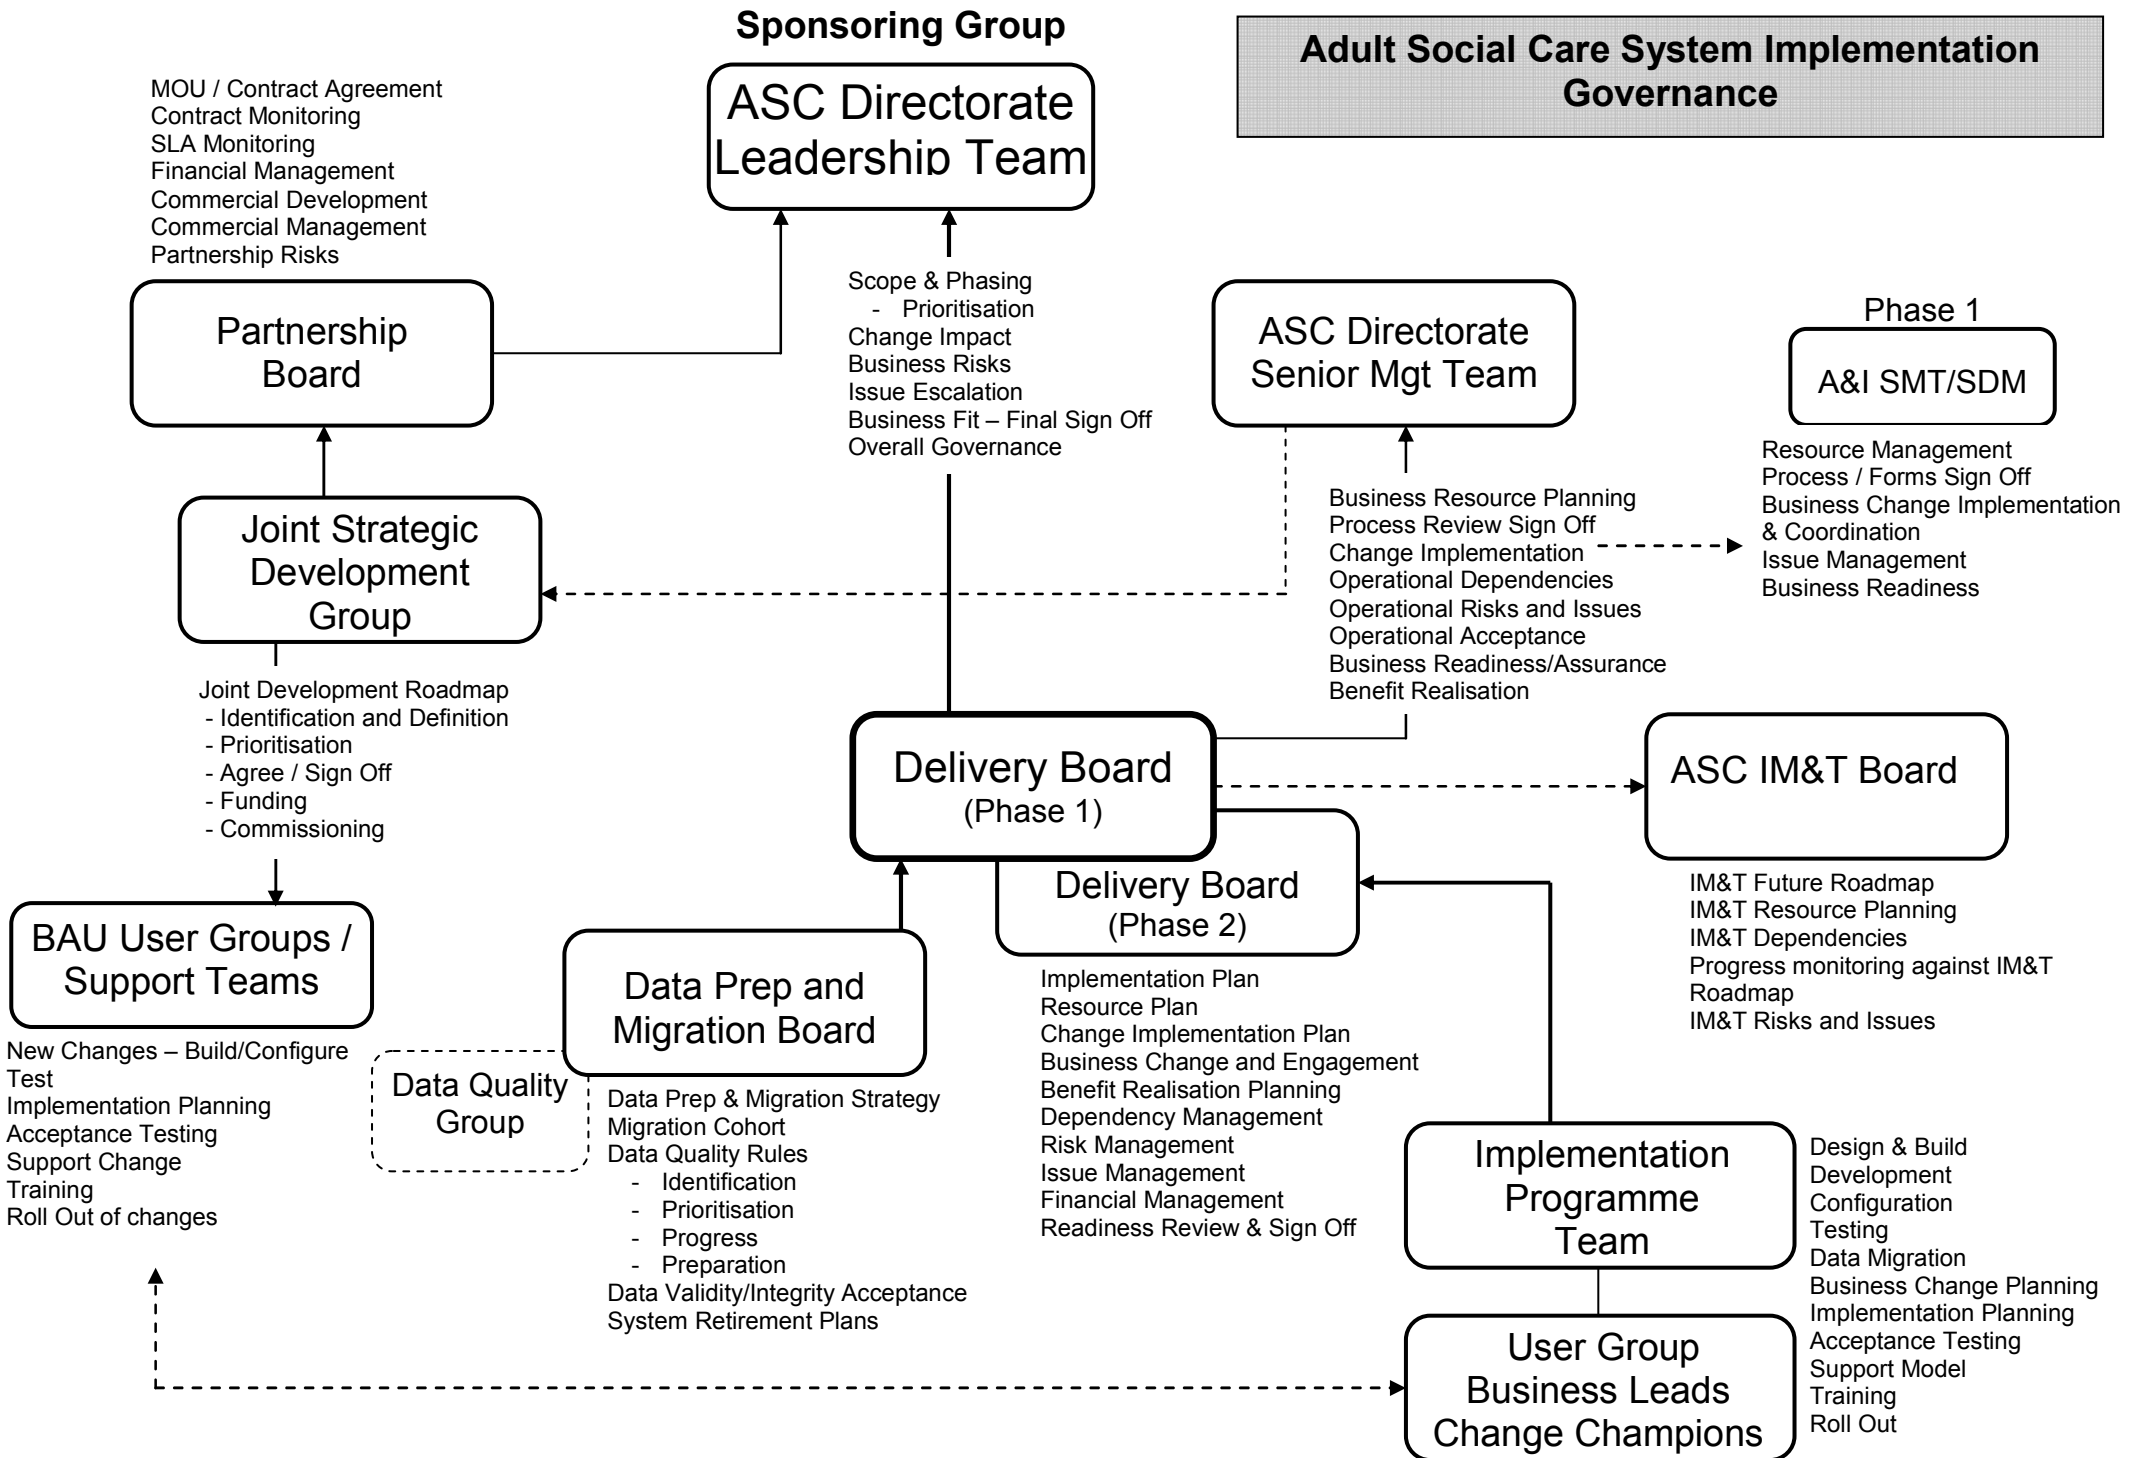 Sponsoring Group
Adult Social Care System Implementation
Governance
ASC Directorate
Leadership Team
MOU / Contract Agreement
Contract Monitoring
SLA Monitoring
Financial Management
Commercial Development
Commercial Management
Partnership Risks
Partnership
Board
Scope & Phasing
- Prioritisation
Change Impact
Business Risks
Issue Escalation
Business Fit – Final Sign Off
Overall Governance
ASC Directorate
Senior Mgt Team
Phase 1
A&I SMT/SDM
Resource Management
Process / Forms Sign Off
Business Change Implementation
& Coordination
Issue Management
Business Readiness
Business Resource Planning
Process Review Sign Off
Change Implementation
Operational Dependencies
Operational Risks and Issues
Operational Acceptance
Business Readiness/Assurance
Benefit Realisation
Joint Strategic
Development
Group
Joint Development Roadmap
- Identification and Definition
- Prioritisation
- Agree / Sign Off
- Funding
- Commissioning
Delivery Board
(Phase 1)
ASC IM&T Board
Delivery Board
(Phase 2)
IM&T Future Roadmap
IM&T Resource Planning
IM&T Dependencies
Progress monitoring against IM&T
Roadmap
IM&T Risks and Issues
BAU User Groups /
Support Teams
New Changes – Build/Configure
Test
Implementation Planning
Acceptance Testing
Support Change
Training
Roll Out of changes
Data Prep and
Migration Board
Data Quality
Group
Data Prep & Migration Strategy
Migration Cohort
Data Quality Rules
- Identification
- Prioritisation
- Progress
- Preparation
Data Validity/Integrity Acceptance
System Retirement Plans
Implementation Plan
Resource Plan
Change Implementation Plan
Business Change and Engagement
Benefit Realisation Planning
Dependency Management
Risk Management
Issue Management
Financial Management
Readiness Review & Sign Off
Implementation
Programme
Team
Design & Build
Development
Configuration
Testing
Data Migration
Business Change Planning
Implementation Planning
Acceptance Testing
Support Model
Training
Roll Out
User Group
Business Leads
Change Champions